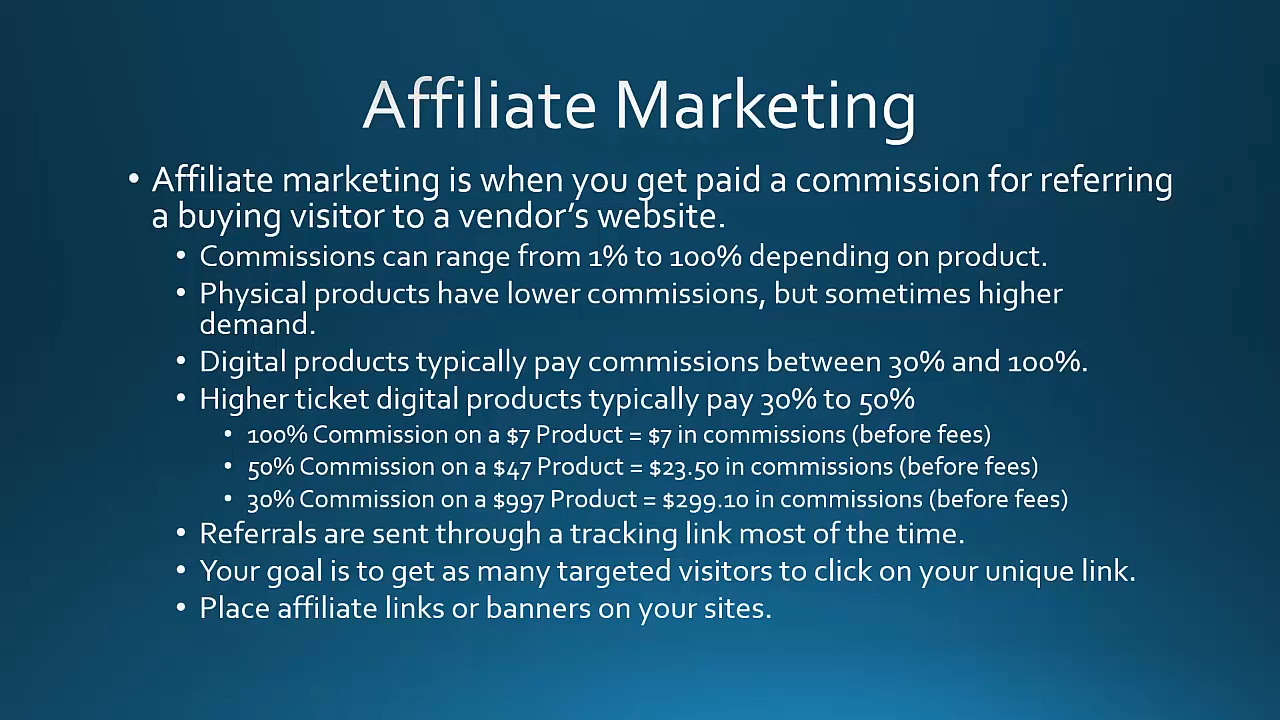 Affiliate Marketing
• Affiliate marketing is when you get paid a commission for referring
a buying visitor to a vendor’s website.
• Commissions can range from 1% to 100% depending on product.
• Physical products have lower commissions, but sometimes higher
demand.
• Digital products typically pay commissions between 30% and 100%.
• Higher ticket digital products typically pay 30% to 50%
• 100% Commission on a $7 Product = $7 in commissions (before fees)
• 50% Commission on a $47 Product = $23.50 in commissions (before fees)
• 30% Commission on a $997 Product = $299.10 in commissions (before fees)
• Referrals are sent through a tracking link most of the time.
• Your goal is to get as many targeted visitors to click on your unique link.
• Place affiliate links or banners on your sites.